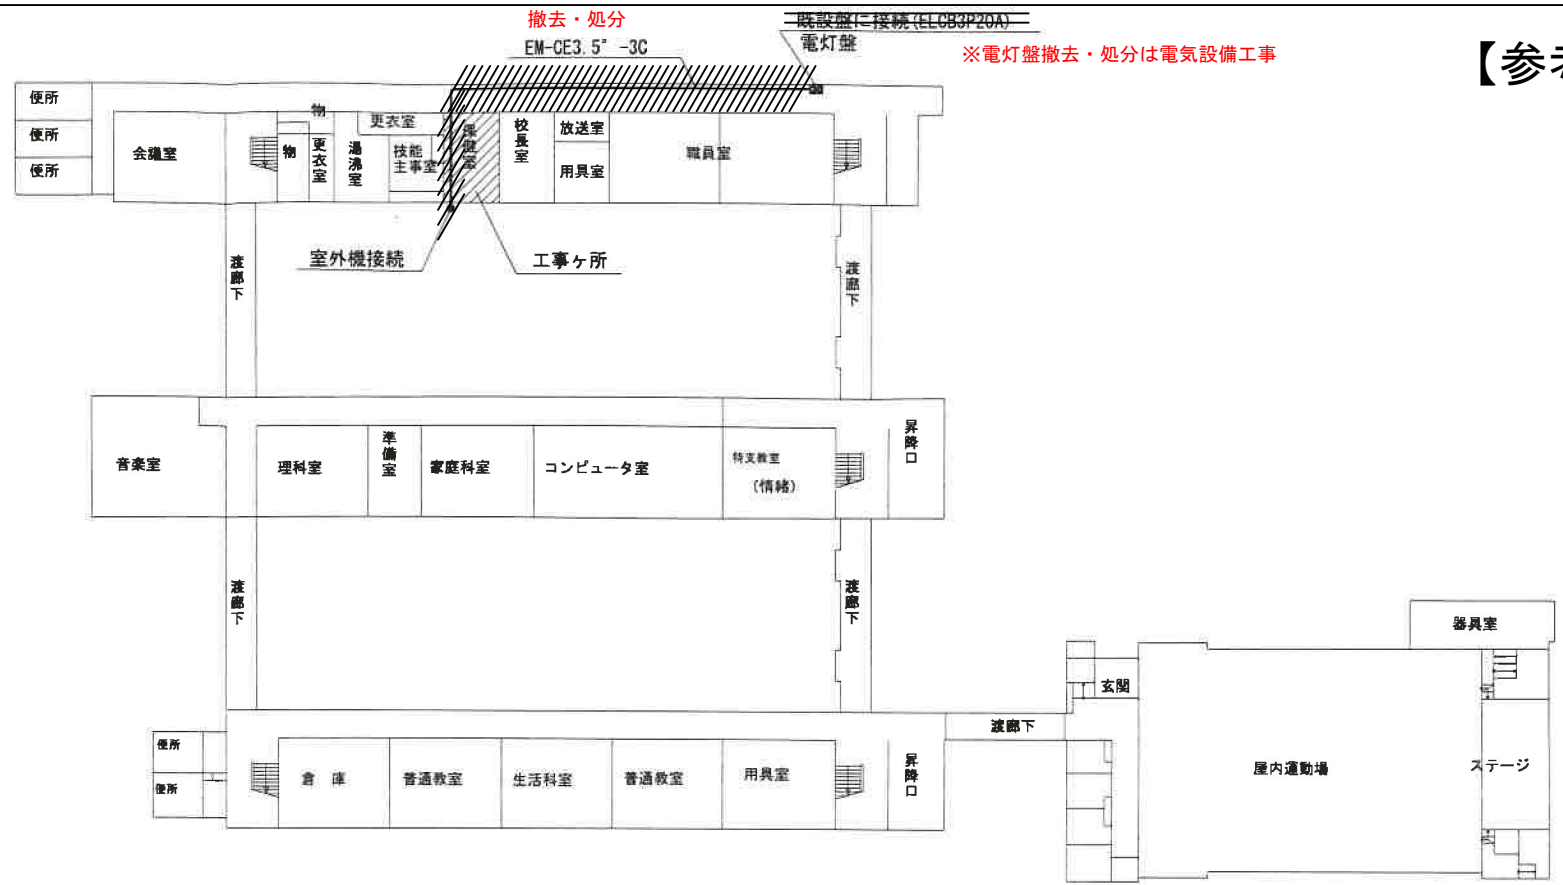 撤去・処分
既設盤に接続(ELCB3P20A)
EM-CE3.5°-3C
電灯盤
※電灯盤撤去・処分は電気設備工事
【参考
便所
便所
便所
会議室
物
物
更衣室
湯沸室
更衣室
技能
主事室
保健室
校長室
放送室
用具室
職員室
室外機接続
工事ヶ所
渡廊下
渡廊下
音楽室
理科室
準備室
家庭科室
コンピュータ室
特支教室
(情緒)
昇降口
渡廊下
渡廊下
器具室
玄関
渡廊下
屋内運動場
ステージ
便所
便所
倉 庫
普通教室
生活科室
普通教室
用具室
昇降口